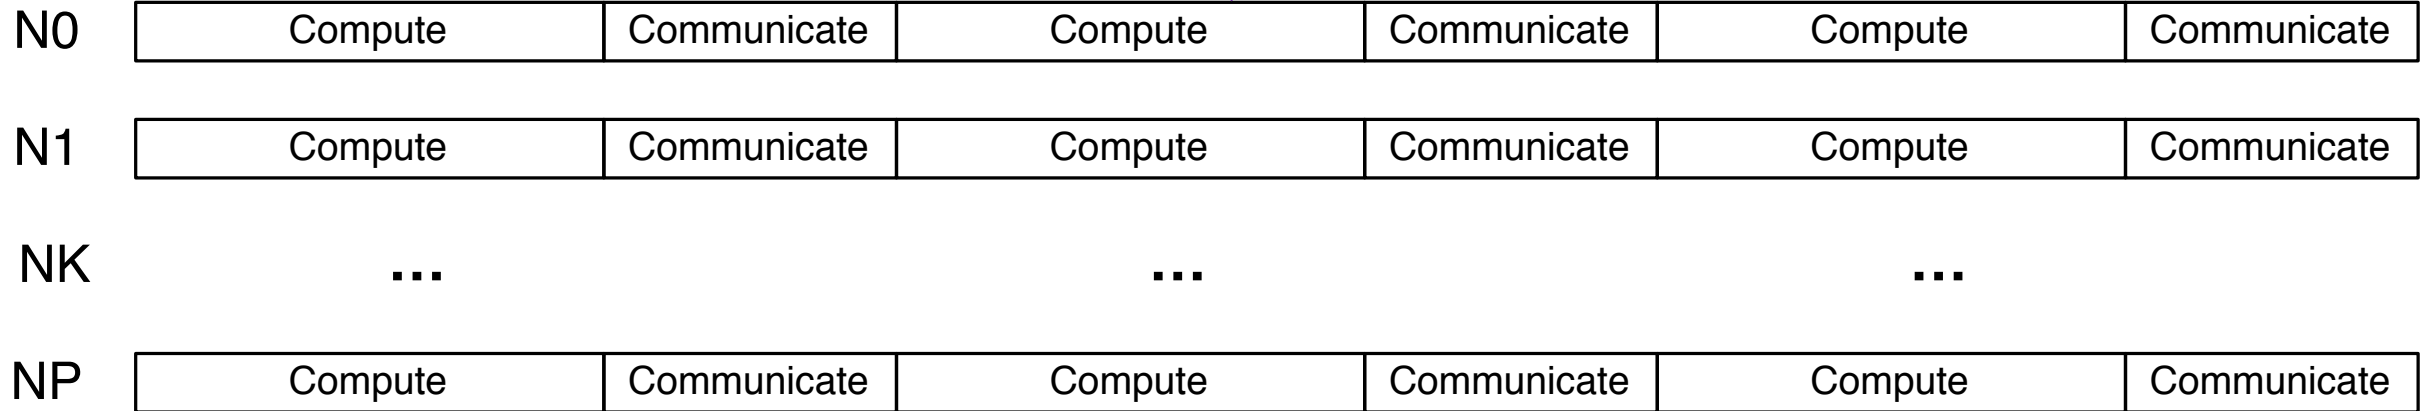 N0 Compute Communicate Compute Communicate Compute Communicate
N1 Compute Communicate Compute Communicate Compute Communicate
NK ... ... ...
NP Compute Communicate Compute Communicate Compute Communicate